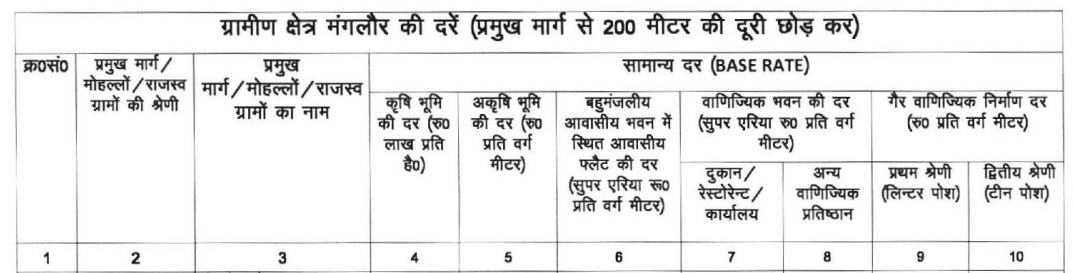 ग्रामीण क्षेत्र मंगलौर की दरें (प्रमुख मार्ग से 200 मीटर की दूरी छोड़ कर)
क्र0सं0
प्रमुख मार्ग/
मोहल्लों/राजस्व
ग्रामों की श्रेणी
प्रमुख
मार्ग/मोहल्लों/राजस्व
ग्रामों का नाम
सामान्य दर (BASE RATE)
कृषि भूमि
की दर (रु0
लाख प्रति
है0)
अकृषि भूमि
की दर (रु0
प्रति वर्ग
मीटर)
बहुमंजलीय
आवासीय भवन में
स्थित आवासीय
फ्लैट की दर
(सुपर एरिया रू0
प्रति वर्ग मीटर)
वाणिज्यिक भवन की दर
(सुपर एरिया रु0 प्रति वर्ग
मीटर)
गैर वाणिज्यिक निर्माण दर
(रु0 प्रति वर्ग मीटर)
दुकान/
रेस्टोरेन्ट/
कार्यालय
अन्य
वाणिज्यिक
प्रतिष्ठान
प्रथम श्रेणी
(लिन्टर पोश)
द्वितीय श्रेणी
(टीन पोश)
1 2 3 4 5 6 7 8 9 10